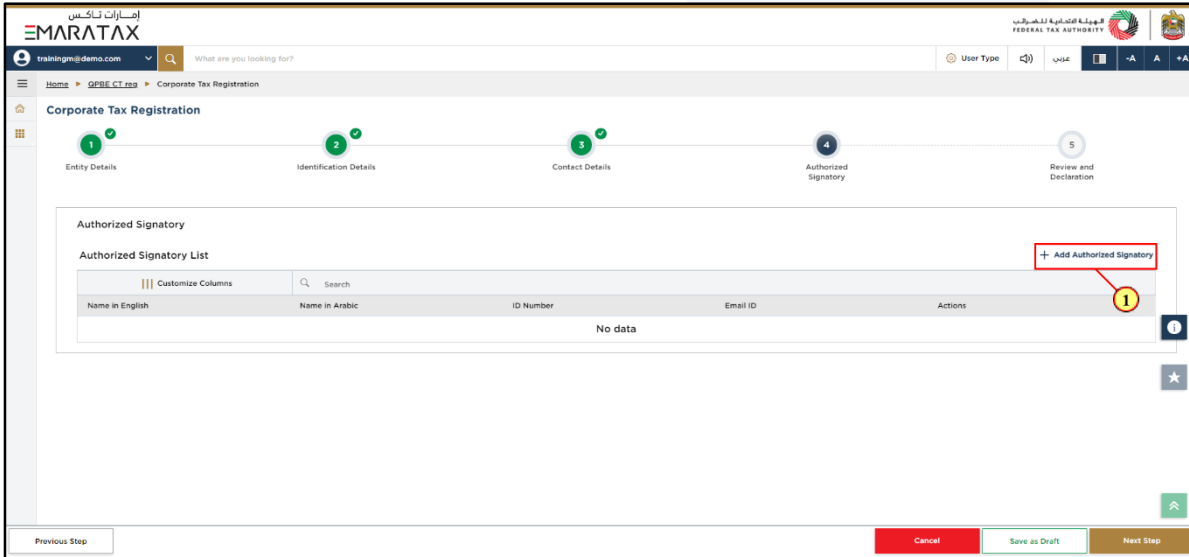 إمـــارات تــاكــس
EMARATAX
الهيئة الاتحادية للضرائب
FEDERAL TAX AUTHORITY
trainingm@demo.com
What are you looking for?
User Type
عربي
-A
A
+A
Home ▶ QPBE CT reg ▶ Corporate Tax Registration
Corporate Tax Registration
1
2
3
4
5
Entity Details
Identification Details
Contact Details
Authorized
Signatory
Review and
Declaration
Authorized Signatory
Authorized Signatory List
+ Add Authorized Signatory
Customize Columns
Search
Name in English
Name in Arabic
ID Number
Email ID
Actions
1
No data
Previous Step
Cancel
Save as Draft
Next Step